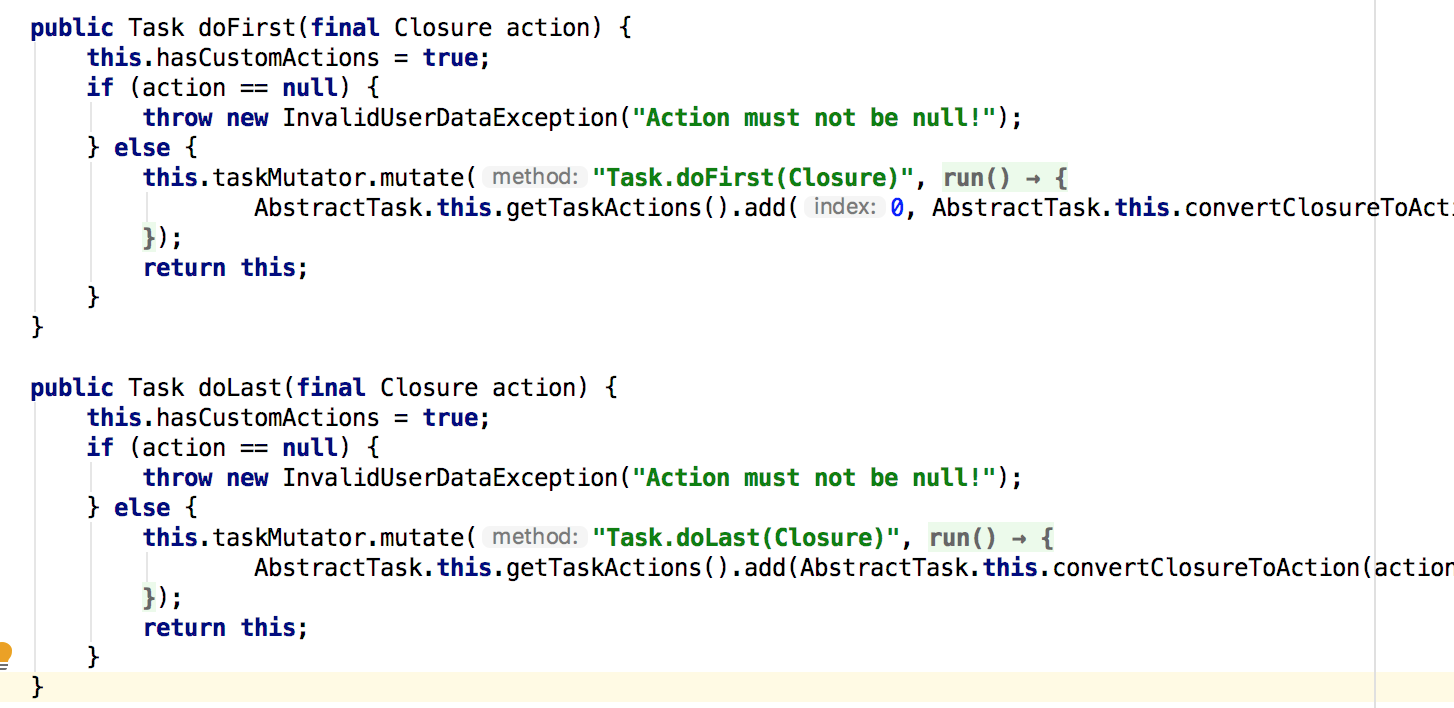 public Task doFirst(final Closure action) {
this.hasCustomActions = true;
if (action == null) {
throw new InvalidUserDataException("Action must not be null!");
} else {
this.taskMutator.mutate( method: "Task.doFirst(Closure)", run() → {
AbstractTask.this.getTaskActions().add( index: 0, AbstractTask.this.convertClosureToActi
});
return this;
}
}
public Task doLast(final Closure action) {
this.hasCustomActions = true;
if (action == null) {
throw new InvalidUserDataException("Action must not be null!");
} else {
this.taskMutator.mutate( method: "Task.doLast(Closure)", run() → {
AbstractTask.this.getTaskActions().add(AbstractTask.this.convertClosureToAction(action
});
return this;
}
}